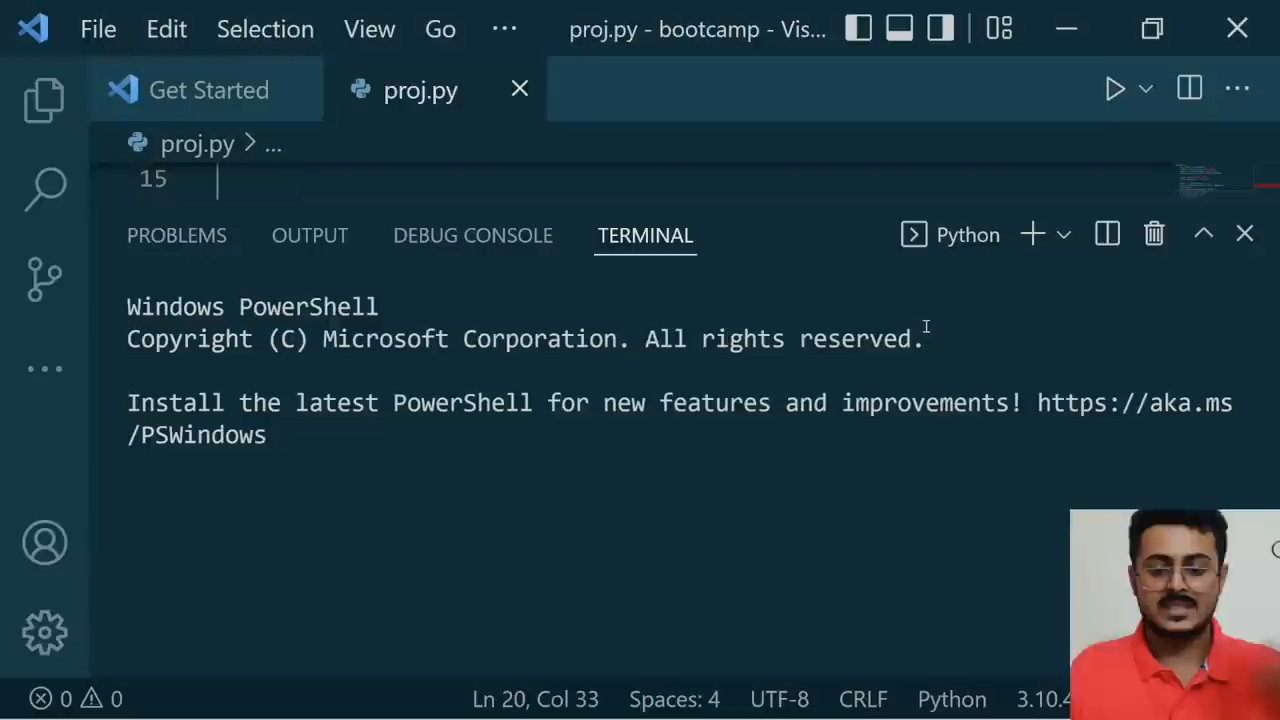 File Edit Selection View Go ··· proj.py - bootcamp - Vis...
Get Started proj.py
proj.py > ...
15
PROBLEMS OUTPUT DEBUG CONSOLE TERMINAL Python
Windows PowerShell
Copyright (C) Microsoft Corporation. All rights reserved.
Install the latest PowerShell for new features and improvements! https://aka.ms
/PSWindows
0 0 Ln 20, Col 33 Spaces: 4 UTF-8 CRLF Python 3.10.4